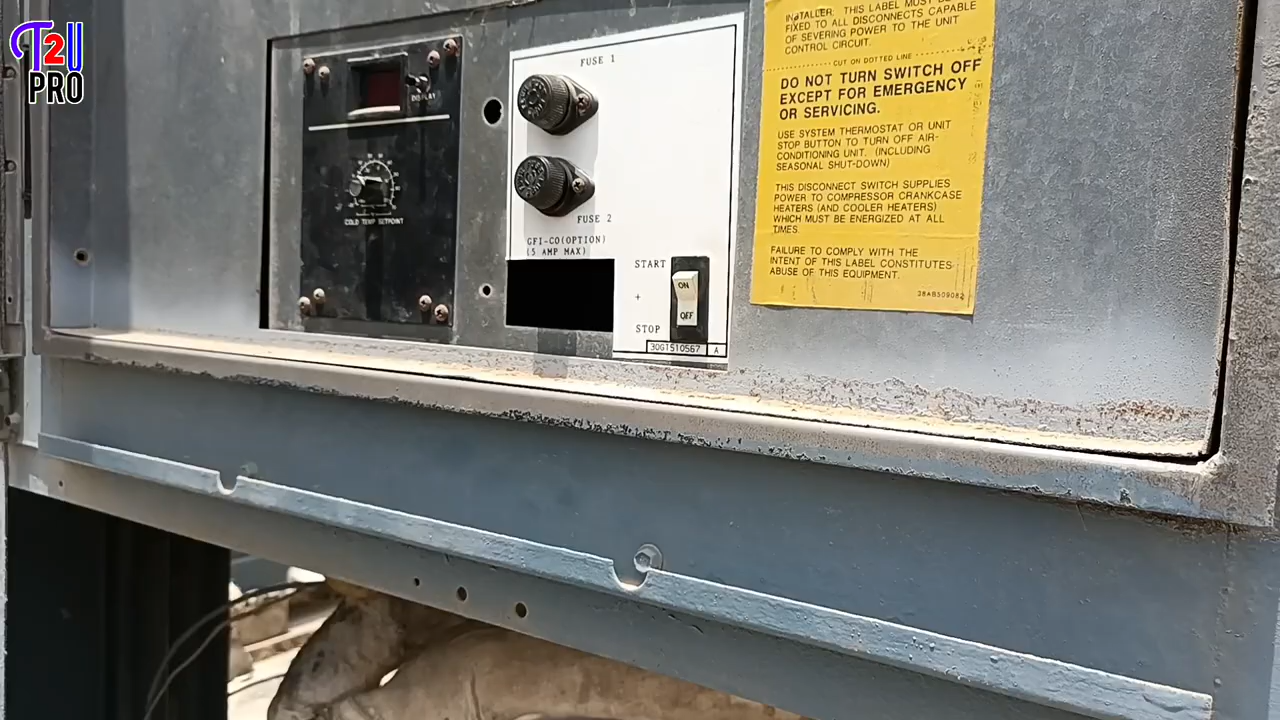 T2U
PRO
DISPLAY
COLD TEMP SETPOINT
FUSE 1
FUSE 2
GFI-CO(OPTION)
(5 AMP MAX)
START
+
STOP
ON
OFF
30GT510567 A
INSTALLER: THIS LABEL MUST BE
FIXED TO ALL DISCONNECTS CAPABLE
OF SEVERING POWER TO THE UNIT
CONTROL CIRCUIT.
CUT ON DOTTED LINE
DO NOT TURN SWITCH OFF
EXCEPT FOR EMERGENCY
OR SERVICING.
USE SYSTEM THERMOSTAT OR UNIT
STOP BUTTON TO TURN OFF AIR-
CONDITIONING UNIT. (INCLUDING
SEASONAL SHUT-DOWN)
THIS DISCONNECT SWITCH SUPPLIES
POWER TO COMPRESSOR CRANKCASE
HEATERS (AND COOLER HEATERS)
WHICH MUST BE ENERGIZED AT ALL
TIMES.
FAILURE TO COMPLY WITH THE
INTENT OF THIS LABEL CONSTITUTES
ABUSE OF THIS EQUIPMENT.